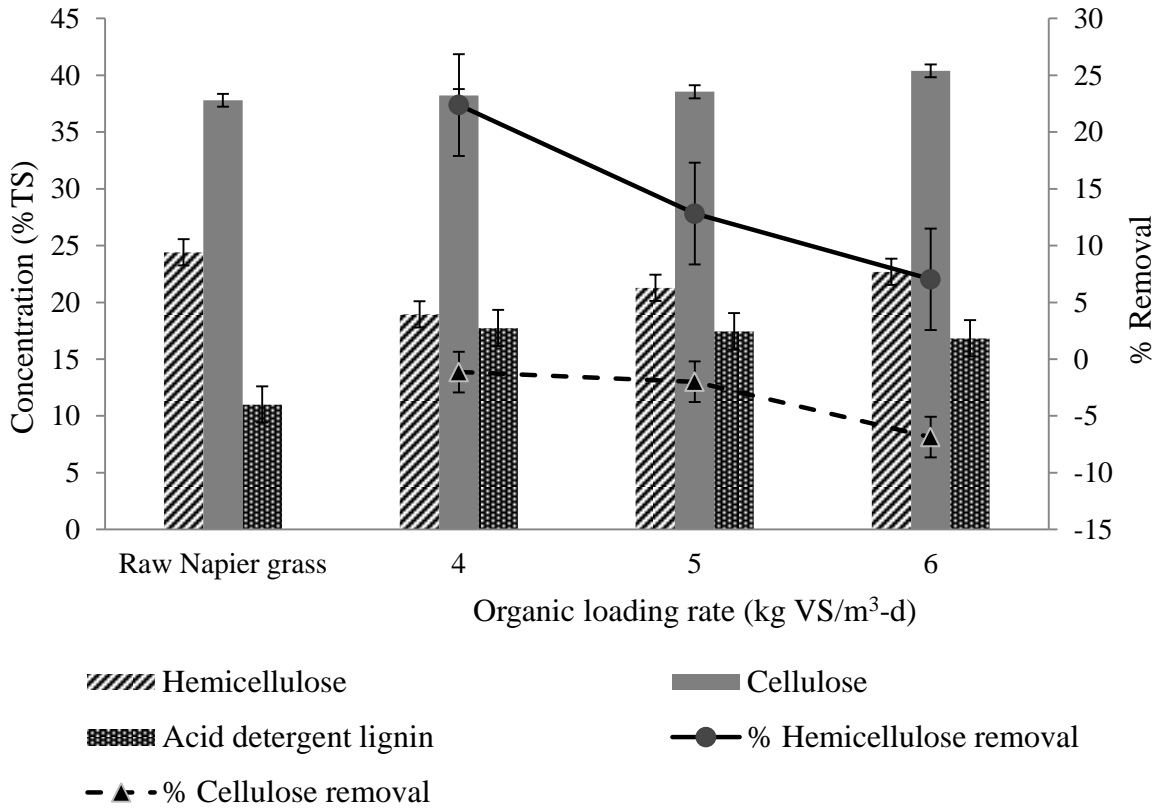 45
40
35
30
25
20
15
10
5
0
Concentration (%TS)
30
25
20
15
10
5
0
-5
-10
-15
% Removal
Raw Napier grass 4 5 6
Organic loading rate (kg VS/m³-d)
Hemicellulose Cellulose
Acid detergent lignin % Hemicellulose removal
% Cellulose removal